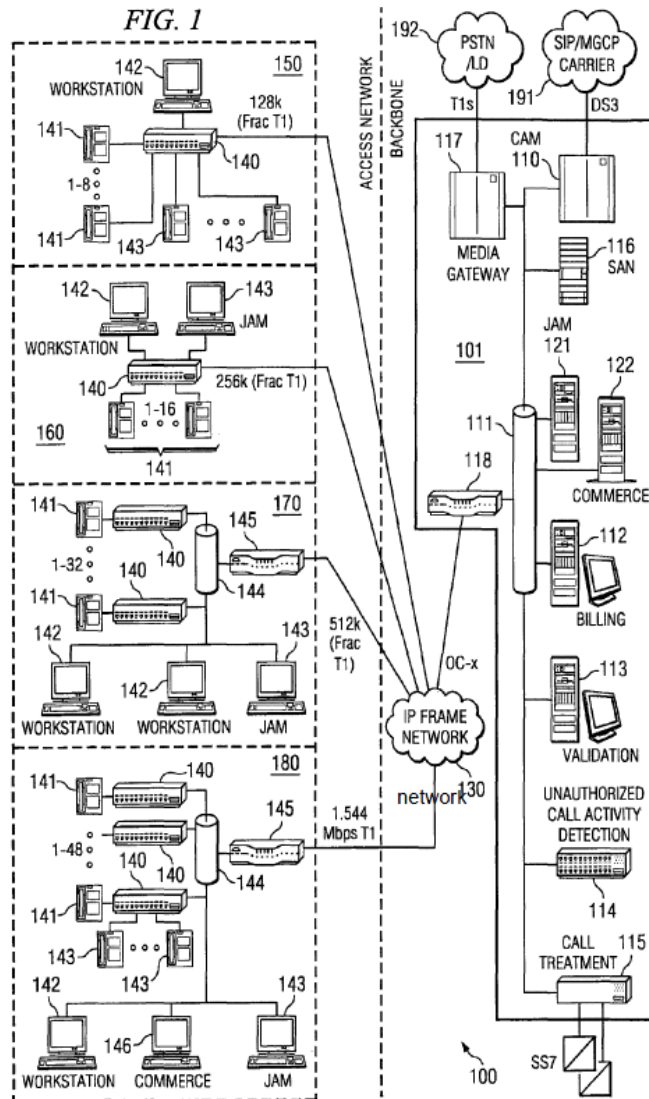 FIG. 1
142
WORKSTATION
150
141
128k
(Frac T1)
140
1-8
141
143
143
142
143
JAM
WORKSTATION
140
256k (Frac T1)
1-16
160
141
141
140
170
145
1-32
140
144
141
512k
(Frac
T1)
142
142
143
WORKSTATION
WORKSTATION
JAM
140
180
141
145
1.544
Mbps T1
1-48
140
140
144
141
143
143
142
146
143
WORKSTATION
COMMERCE
JAM
ACCESS NETWORK
BACKBONE
192
PSTN
/LD
SIP/MGCP
CARRIER
191
T1s
DS3
117
CAM
110
MEDIA
GATEWAY
116
SAN
101
JAM
121
122
111
118
COMMERCE
112
BILLING
OC-x
113
VALIDATION
IP FRAME
NETWORK
130
network
UNAUTHORIZED
CALL ACTIVITY
DETECTION
114
CALL
TREATMENT
115
SS7
100